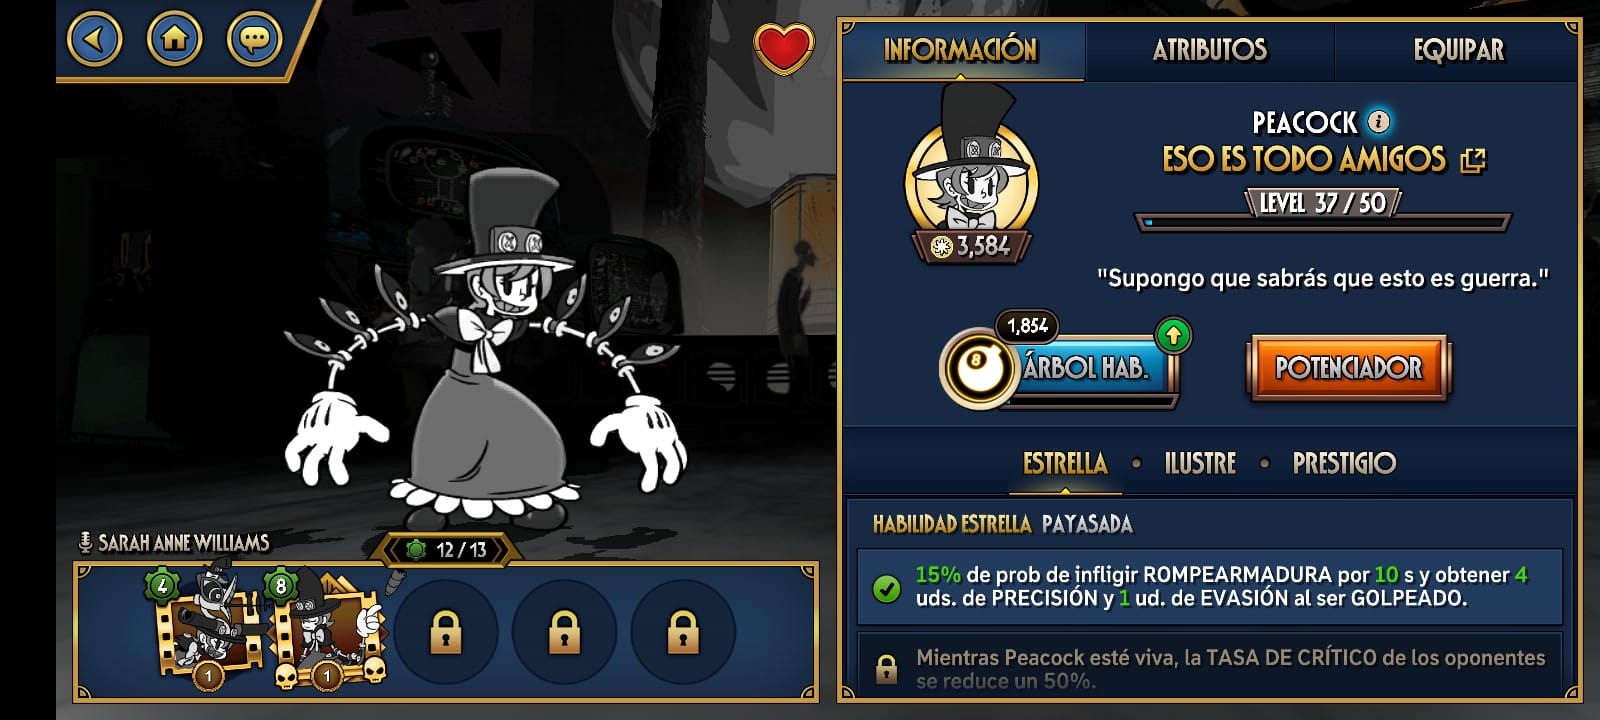 INFORMACIÓN
ATRIBUTOS
EQUIPAR
PEACOCK i
ESO ES TODO AMIGOS
LEVEL 37 / 50
3,584
"Supongo que sabrás que esto es guerra."
1,854
8
ÁRBOL HAB.
POTENCIADOR
ESTRELLA • ILUSTRE • PRESTIGIO
HABILIDAD ESTRELLA PAYASADA
15% de prob de infligir ROMPEARMADURA por 10 s y obtener 4
uds. de PRECISIÓN y 1 ud. de EVASIÓN al ser GOLPEADO.
Mientras Peacock esté viva, la TASA DE CRÍTICO de los oponentes
se reduce un 50%.
SARAH ANNE WILLIAMS
12 / 13
4
8
1
1